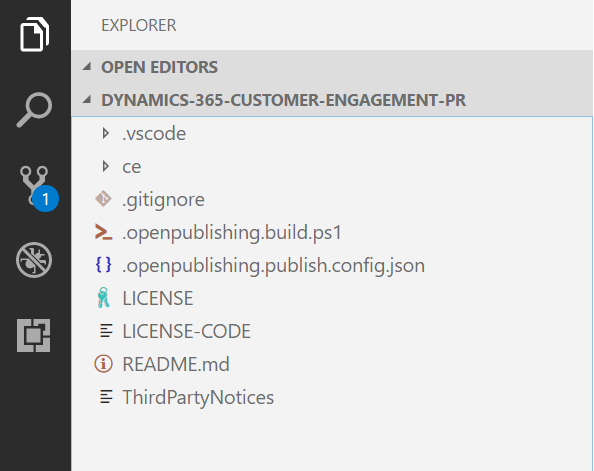 EXPLORER
OPEN EDITORS
DYNAMICS-365-CUSTOMER-ENGAGEMENT-PR
.vscode
ce
.gitignore
.openpublishing.build.ps1
1
.openpublishing.publish.config.json
LICENSE
LICENSE-CODE
README.md
ThirdPartyNotices